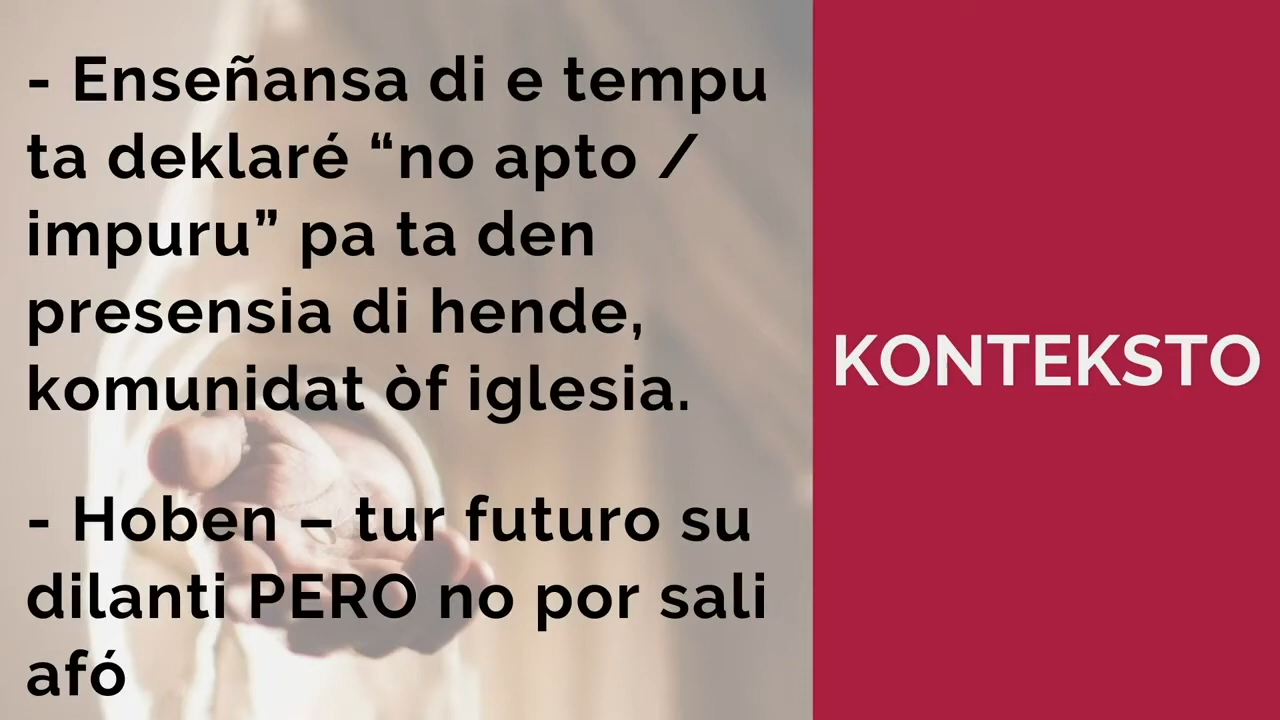 - Enseñansa di e tempu
ta deklaré “no apto /
impuru” pa ta den
presensia di hende,
komunidat òf iglesia.
- Hoben – tur futuro su
dilanti PERO no por sali
afó
KONTEKSTO